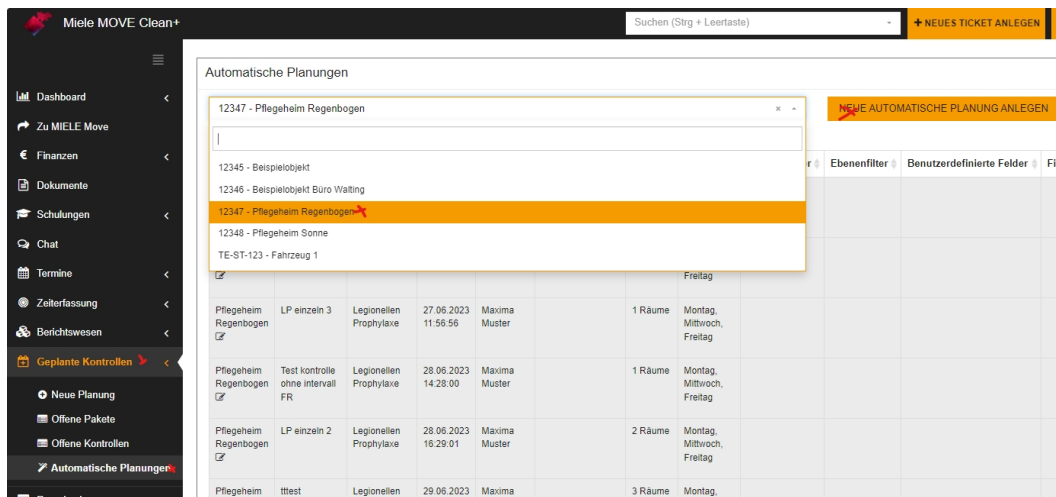 Miele MOVE Clean+
Suchen (Strg + Leertaste)
+ NEUES TICKET ANLEGEN
Dashboard
Zu MIELE Move
Finanzen
Dokumente
Schulungen
Chat
Termine
Zeiterfassung
Berichtswesen
Geplante Kontrollen
Neue Planung
Offene Pakete
Offene Kontrollen
Automatische Planungen
Automatische Planungen
12347 - Pflegeheim Regenbogen × 
NEUE AUTOMATISCHE PLANUNG ANLEGEN
12345 - Beispielobjekt
12346 - Beispielobjekt Büro Walting
12347 - Pflegeheim Regenbogen
12348 - Pflegeheim Sonne
TE-ST-123 - Fahrzeug 1
Ebenenfilter Benutzerdefinierte Felder
Freitag
Pflegeheim LP einzeln 3 Legionellen 27.06.2023 Maxima 1 Räume Montag,
Regenbogen Prophylaxe 11:56:56 Muster Mittwoch,
Freitag
Pflegeheim Test kontrolle Legionellen 28.06.2023 Maxima 1 Räume Montag,
Regenbogen ohne intervall Prophylaxe 14:28:00 Muster Mittwoch,
FR Freitag
Pflegeheim LP einzeln 2 Legionellen 28.06.2023 Maxima 2 Räume Montag,
Regenbogen Prophylaxe 16:29:01 Muster Mittwoch,
Freitag
Pflegeheim tttest Legionellen 29.06.2023 Maxima 3 Räume Montag,